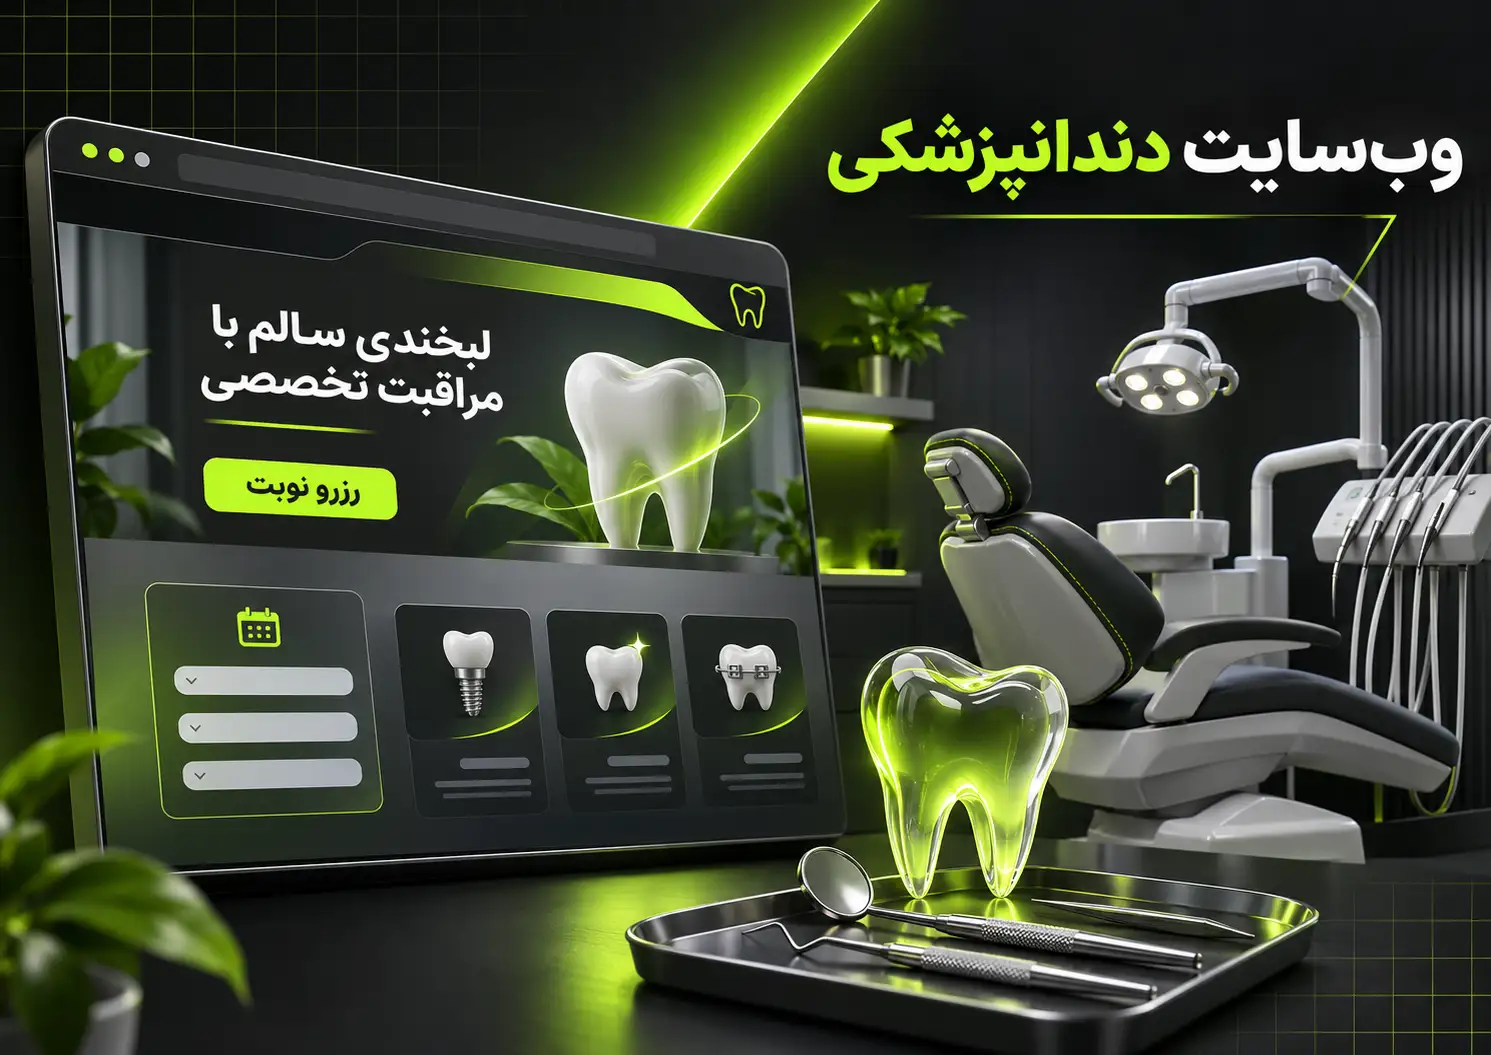 وب‌سایت دندانپزشکی
لبخندی سالم با
مراقبت تخصصی
رزرو نوبت